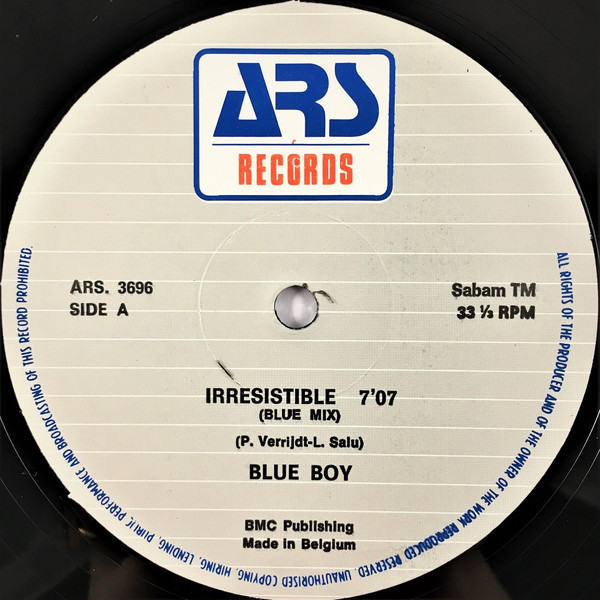 ARS
RECORDS
ARS. 3696
SIDE A
Sabam TM
33 ⅓ RPM
IRRESISTIBLE 7'07
(BLUE MIX)
(P. Verrijdt-L. Salu)
BLUE BOY
BMC Publishing
Made in Belgium
ALL RIGHTS OF THE PRODUCER AND OF THE OWNER OF THE WORK REPRODUCED RESERVED. UNAUTHORISED COPYING, HIRING, LENDING, PUBLIC PERFORMANCE AND BROADCASTING OF THIS RECORD PROHIBITED.